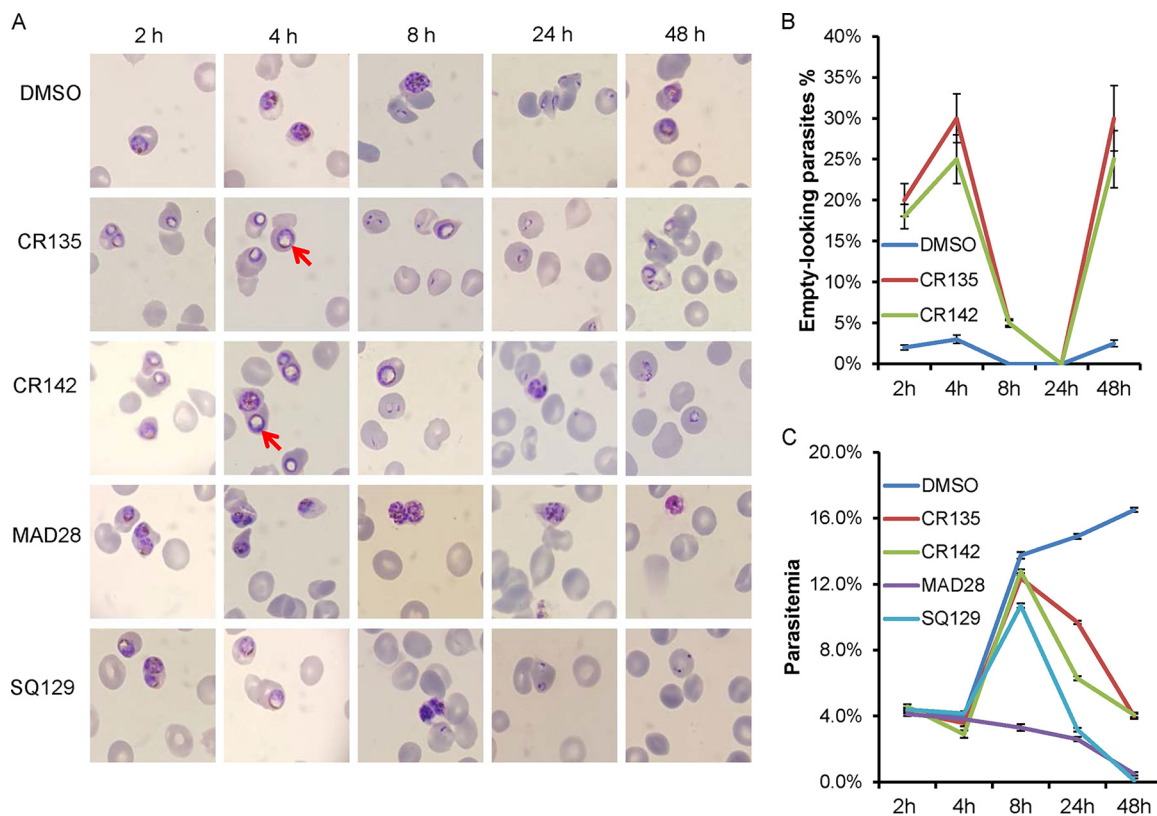 A
2 h 4 h 8 h 24 h 48 h
DMSO
CR135
CR142
MAD28
SQ129
B
Empty-looking parasites %
40%
35%
30%
25%
20%
15%
10%
5%
0%
DMSO
CR135
CR142
2h 4h 8h 24h 48h
C
Parasitemia
20.0%
16.0%
12.0%
8.0%
4.0%
0.0%
DMSO
CR135
CR142
MAD28
SQ129
2h 4h 8h 24h 48h